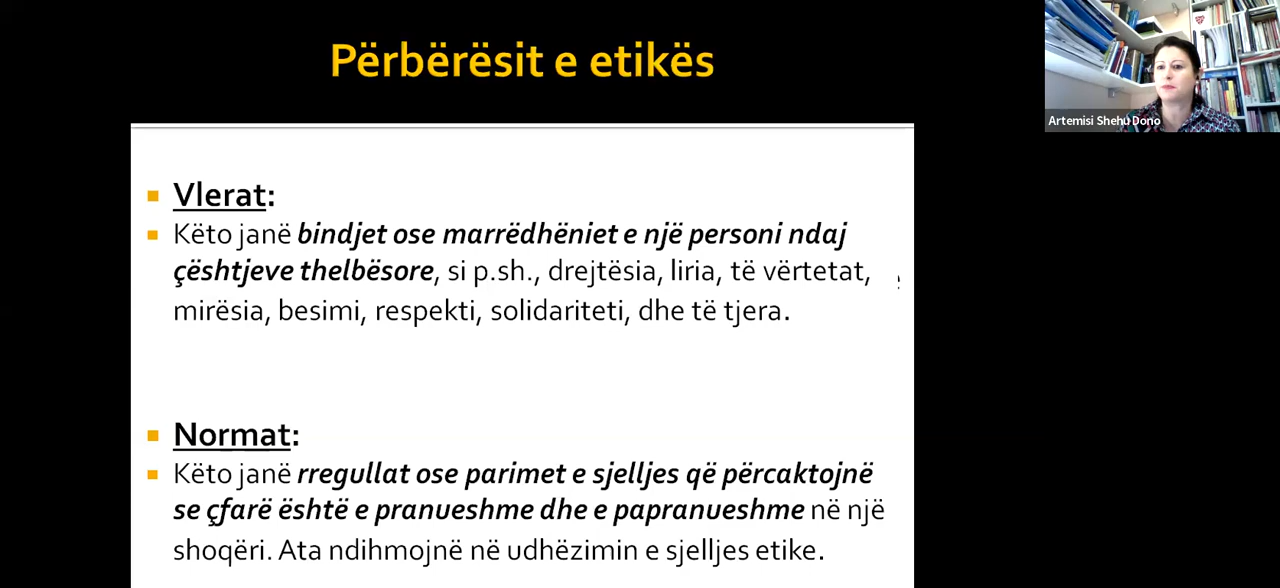 Përbërësit e etikës
Artemisi Shehu Dono
Vlerat:
Këto janë bindjet ose marrëdhëniet e një personi ndaj
çështjeve thelbësore, si p.sh., drejtësia, liria, të vërtetat,
mirësia, besimi, respekti, solidariteti, dhe të tjera.
Normat:
Këto janë rregullat ose parimet e sjelljes që përcaktojnë
se çfarë është e pranueshme dhe e papranueshme në një
shoqëri. Ata ndihmojnë në udhëzimin e sjelljes etike.